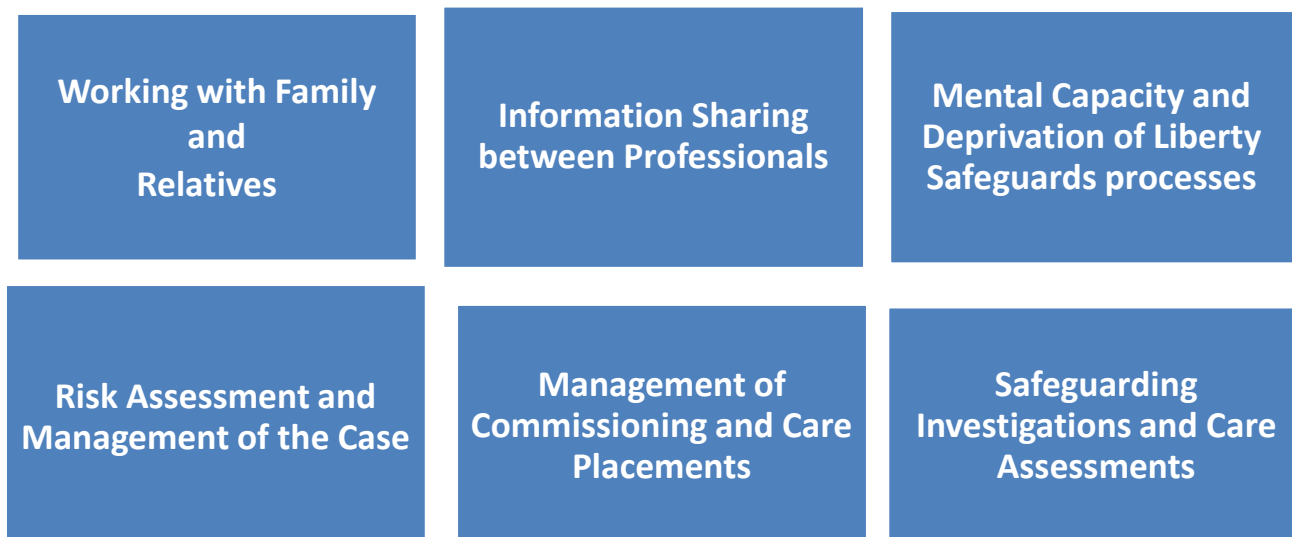 Working with Family
and
Relatives
Information Sharing
between Professionals
Mental Capacity and
Deprivation of Liberty
Safeguards processes
Risk Assessment and
Management of the Case
Management of
Commissioning and Care
Placements
Safeguarding
Investigations and Care
Assessments